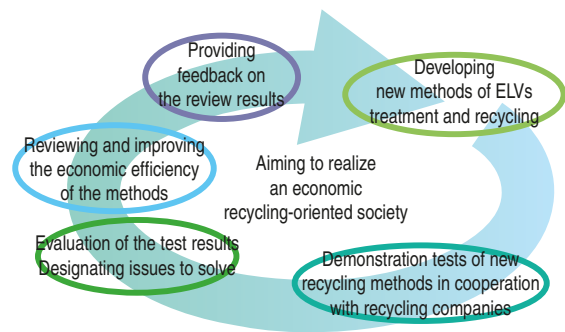 Providing
feedback on
the review results
Developing
new methods of ELVs
treatment and recycling
Reviewing and improving
the economic efficiency
of the methods
Aiming to realize
an economic
recycling-oriented society
Evaluation of the test results
Designating issues to solve
Demonstration tests of new
recycling methods in cooperation
with recycling companies